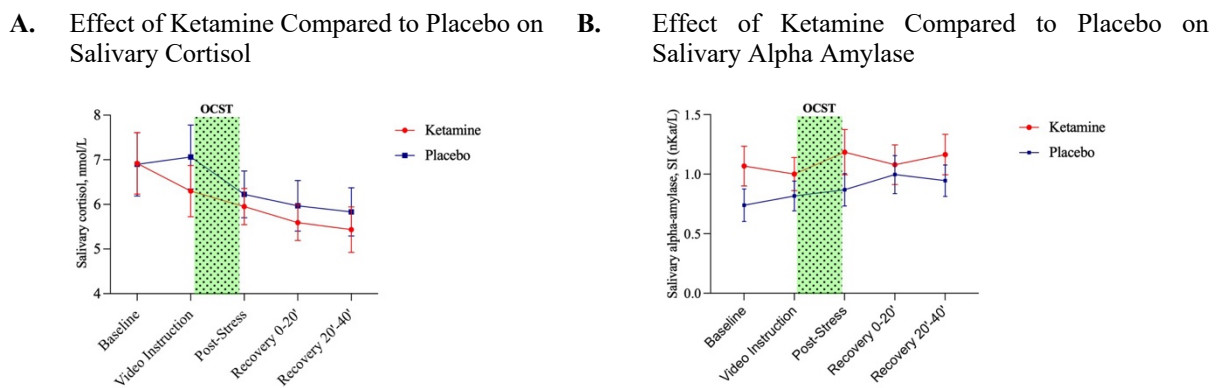 A. Effect of Ketamine Compared to Placebo on
Salivary Cortisol
OCST
8
7
6
5
4
Salivary cortisol, nmol/L
Baseline
Video Instruction
Post-Stress
Recovery 0-20'
Recovery 20'-40'
Ketamine
Placebo
B. Effect of Ketamine Compared to Placebo on
Salivary Alpha Amylase
OCST
1.5
1.0
0.5
0.0
Salivary alpha-amylase, SI (nKat/L)
Baseline
Video Instruction
Post-Stress
Recovery 0-20'
Recovery 20'-40'
Ketamine
Placebo